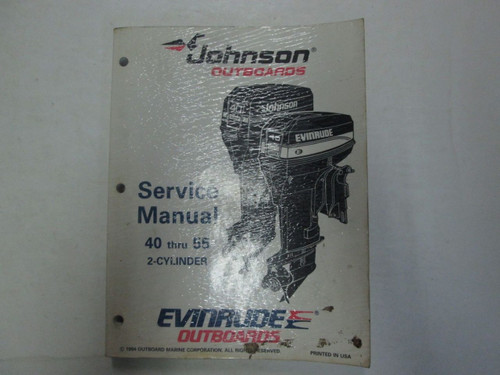 Johnson®
OUTBOARDS
Johnson
EVINRUDE
Service
Manual
40 thru 55
2-CYLINDER
EVINRUDE
OUTBOARDS
© 1994 OUTBOARD MARINE CORPORATION. ALL RIGHTS RESERVED.
PRINTED IN USA